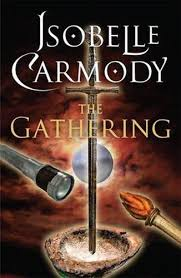 ISOBELLE
CARMODY
THE
GATHERING